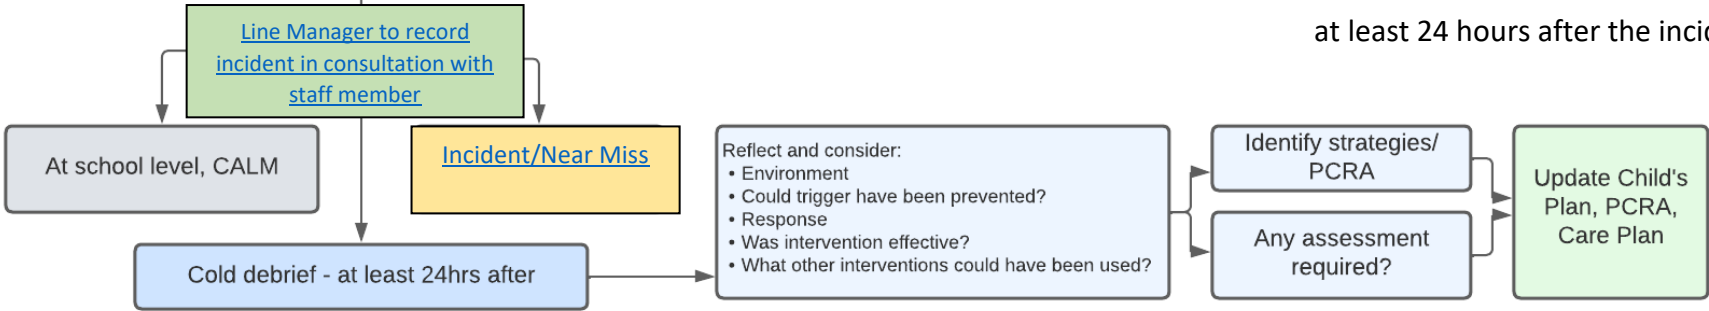 Line Manager to record
incident in consultation with
staff member
at least 24 hours after the
At school level, CALM
Incident/Near Miss
Cold debrief - at least 24hrs after
Reflect and consider:
• Environment
• Could trigger have been prevented?
• Response
• Was intervention effective?
• What other interventions could have been used?
Identify strategies/
PCRA
Any assessment
required?
Update Child's
Plan, PCRA,
Care Plan